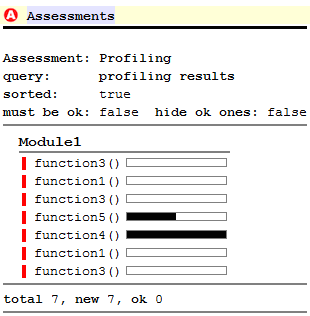 A Assessments
Assessment: Profiling
query: profiling results
sorted: true
must be ok: false hide ok ones: false
Module1
function3()
function1()
function3()
function5()
function4()
function1()
function3()
total 7, new 7, ok 0